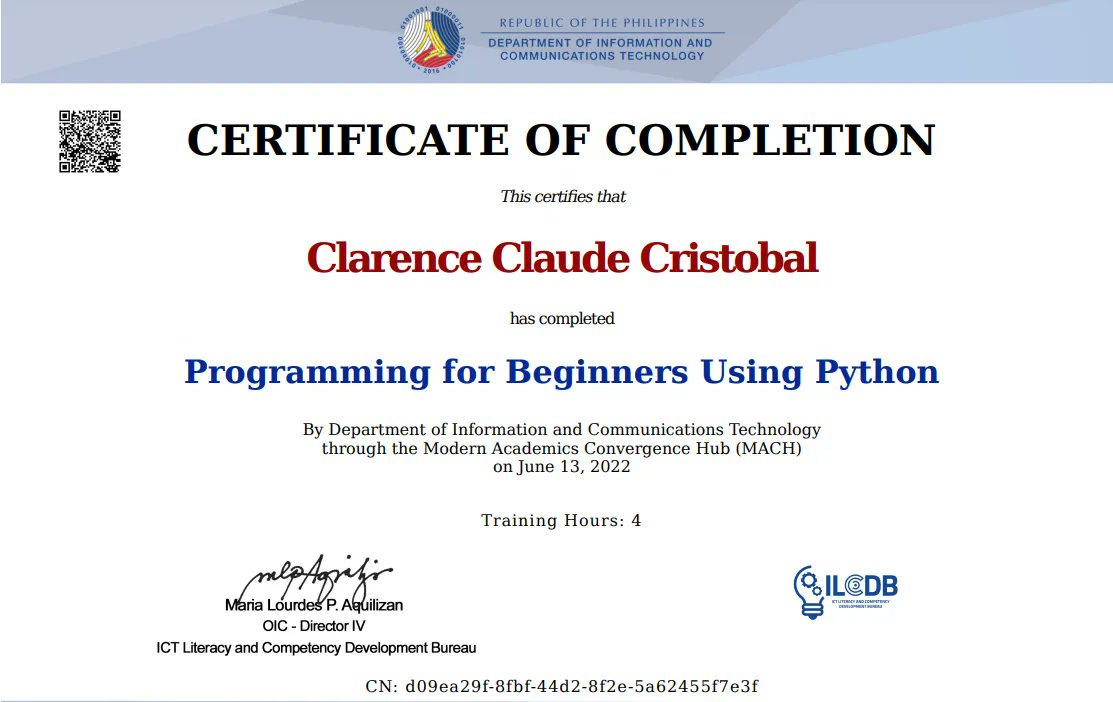 REPUBLIC OF THE PHILIPPINES
DEPARTMENT OF INFORMATION AND
COMMUNICATIONS TECHNOLOGY
2016
CERTIFICATE OF COMPLETION
This certifies that
Clarence Claude Cristobal
has completed
Programming for Beginners Using Python
By Department of Information and Communications Technology
through the Modern Academics Convergence Hub (MACH)
on June 13, 2022
Training Hours: 4
Maria Lourdes P. Aquilizan
OIC - Director IV
ICT Literacy and Competency Development Bureau
ILCDB
ICT LITERACY AND COMPETENCY
DEVELOPMENT BUREAU
CN: d09ea29f-8fbf-44d2-8f2e-5a62455f7e3f